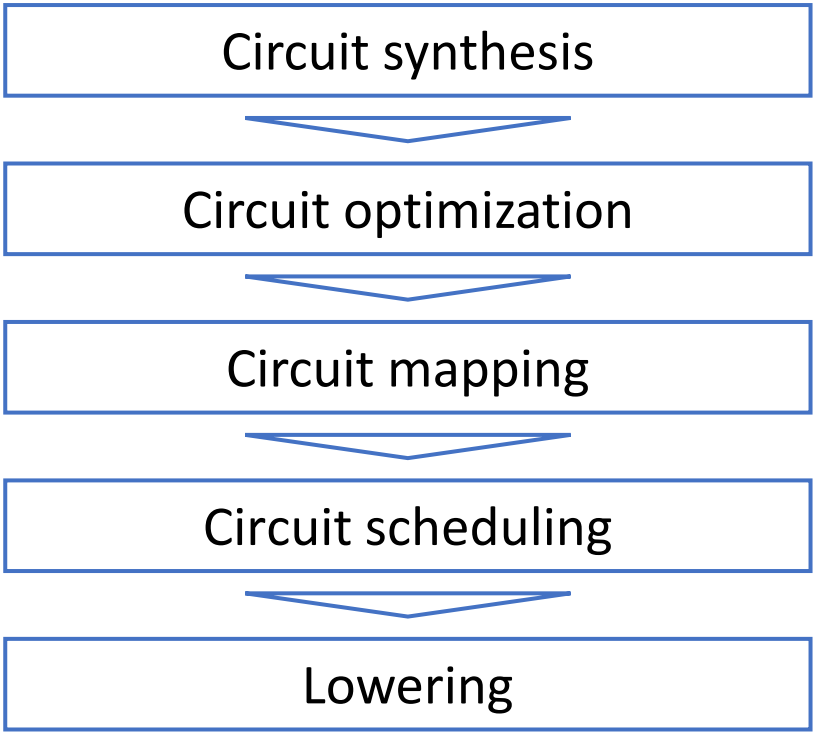 Circuit synthesis
Circuit optimization
Circuit mapping
Circuit scheduling
Lowering